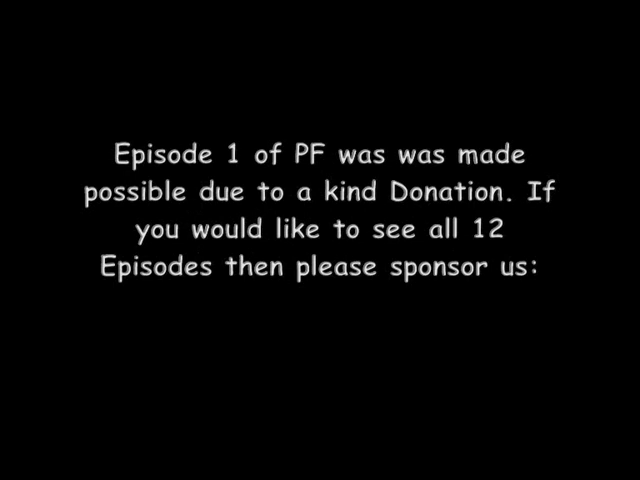 Episode 1 of PF was was made
possible due to a kind Donation. If
you would like to see all 12
Episodes then please sponsor us: